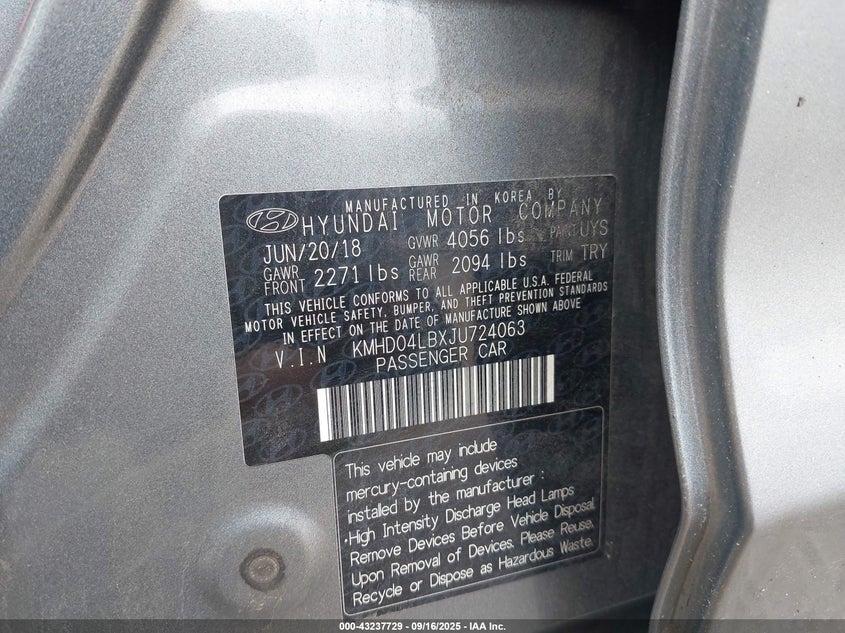 MANUFACTURED IN KOREA BY
HYUNDAI MOTOR COMPANY
JUN/20/18 GVWR 4056 lbs PAINT UYS
GAWR FRONT 2271 lbs GAWR REAR 2094 lbs TRIM TRY
THIS VEHICLE CONFORMS TO ALL APPLICABLE U.S.A. FEDERAL
MOTOR VEHICLE SAFETY, BUMPER, AND THEFT PREVENTION STANDARDS
IN EFFECT ON THE DATE OF MANUFACTURE SHOWN ABOVE
V.I.N KMHD04LBXJU724063
PASSENGER CAR
This vehicle may include
mercury-containing devices
installed by the manufacturer :
·High Intensity Discharge Head Lamps
Remove Devices Before Vehicle Disposal.
Upon Removal of Devices, Please Reuse,
Recycle or Dispose as Hazardous Waste.
000-43237729 - 09/16/2025 - IAA Inc.